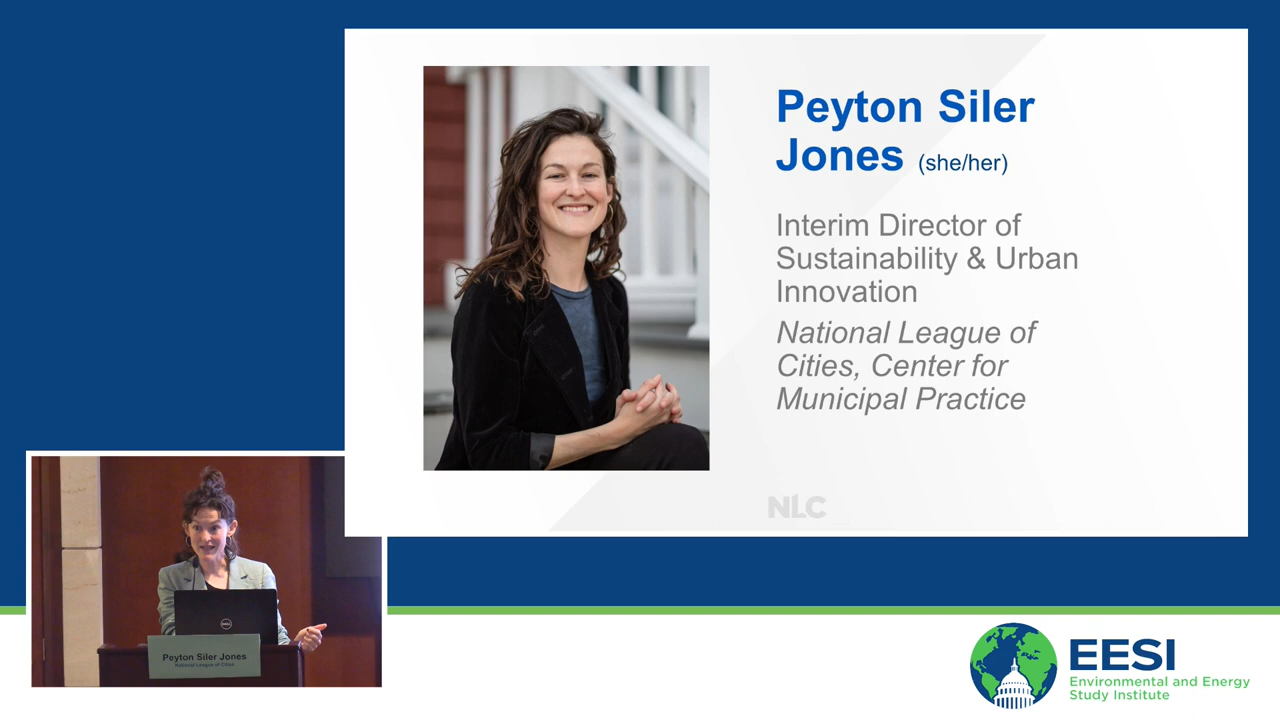 Peyton Siler
Jones (she/her)
Interim Director of
Sustainability & Urban
Innovation
National League of
Cities, Center for
Municipal Practice
NLC
DELL
Peyton Siler Jones
National League of Cities
EESI
Environmental and Energy
Study Institute